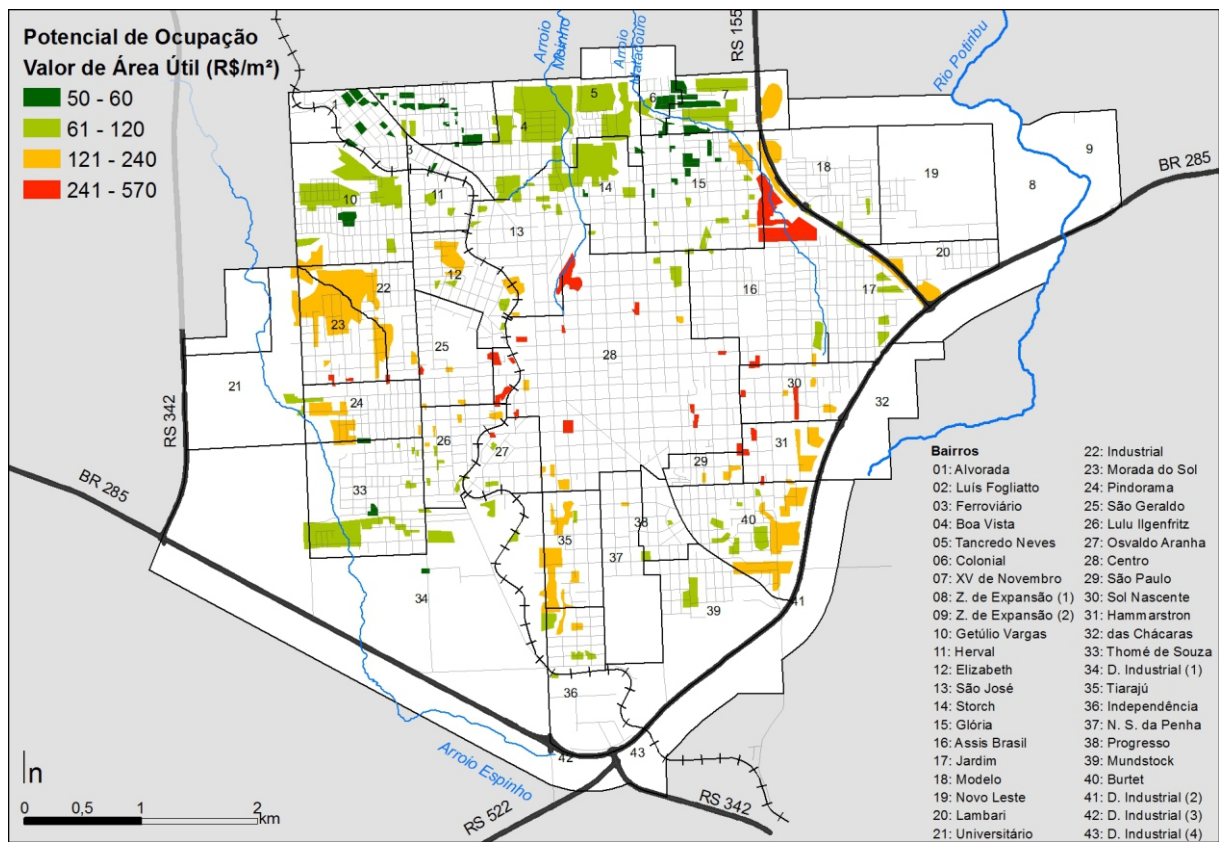 Potencial de Ocupação
Valor de Área Útil (R$/m²)
50 - 60
61 - 120
121 - 240
241 - 570
Arroio
Moinho
Arroio
Matadouro
RS 155
Rio Potiribu
BR 285
RS 342
BR 285
Arroio Espinho
RS 522
RS 342
1
2
3
4
5
6
7
8
9
10
11
12
13
14
15
16
17
18
19
20
21
22
23
24
25
26
27
28
29
30
31
32
33
34
35
36
37
38
39
40
41
42
43
n
0 0,5 1 2
km
Bairros
01: Alvorada
02: Luís Fogliatto
03: Ferroviário
04: Boa Vista
05: Tancredo Neves
06: Colonial
07: XV de Novembro
08: Z. de Expansão (1)
09: Z. de Expansão (2)
10: Getúlio Vargas
11: Herval
12: Elizabeth
13: São José
14: Storch
15: Glória
16: Assis Brasil
17: Jardim
18: Modelo
19: Novo Leste
20: Lambari
21: Universitário
22: Industrial
23: Morada do Sol
24: Pindorama
25: São Geraldo
26: Lulu Ilgenfritz
27: Osvaldo Aranha
28: Centro
29: São Paulo
30: Sol Nascente
31: Hammarstron
32: das Chácaras
33: Thomé de Souza
34: D. Industrial (1)
35: Tiarajú
36: Independência
37: N. S. da Penha
38: Progresso
39: Mundstock
40: Burtet
41: D. Industrial (2)
42: D. Industrial (3)
43: D. Industrial (4)